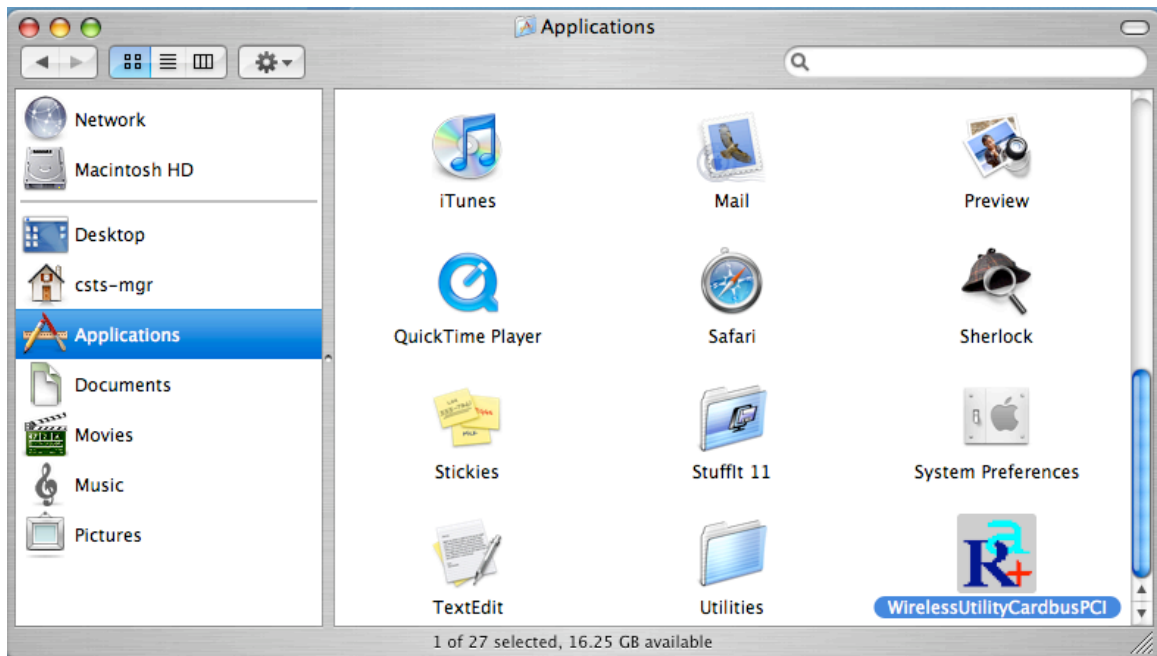 Applications
Network
Macintosh HD
Desktop
csts-mgr
Applications
Documents
Movies
Music
Pictures
iTunes
Mail
Preview
QuickTime Player
Safari
Sherlock
Stickies
StuffIt 11
System Preferences
TextEdit
Utilities
WirelessUtilityCardbusPCI
1 of 27 selected, 16.25 GB available